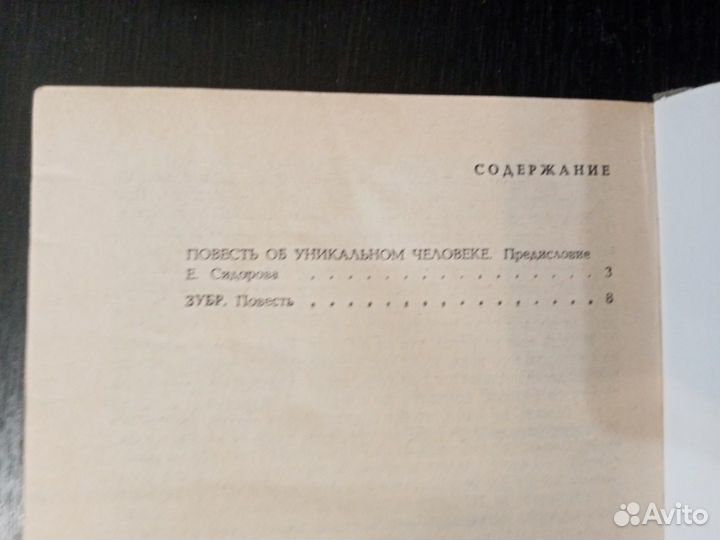 СОДЕРЖАНИЕ
ПОВЕСТЬ ОБ УНИКАЛЬНОМ ЧЕЛОВЕКЕ. Предисловие
Е. Сидорова . . . . . . . . . . . . . . . . 3
ЗУБР. Повесть . . . . . . . . . . . . . . . . 8
Avito